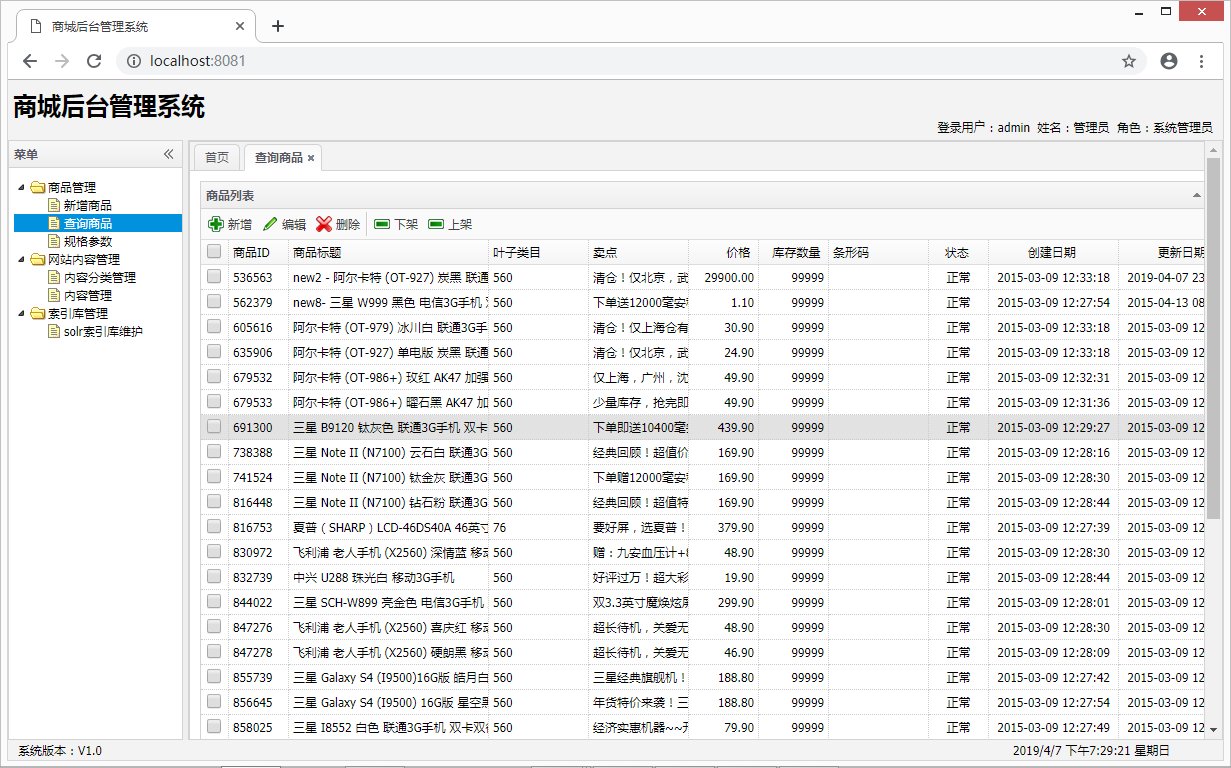 商城后台管理系统
localhost:8081
商城后台管理系统
登录用户：admin 姓名：管理员 角色：系统管理员
菜单
商品管理
新增商品
查询商品
规格参数
网站内容管理
内容分类管理
内容管理
索引库管理
solr索引库维护
首页 查询商品
商品列表
新增 编辑 删除 下架 上架
商品ID 商品标题 叶子类目 卖点 价格 库存数量 条形码 状态 创建日期 更新日期
536563 new2 - 阿尔卡特 (OT-927) 炭黑 联通 560 清仓！仅北京，武 29900.00 99999 正常 2015-03-09 12:33:18 2019-04-07 23
562379 new8- 三星 W999 黑色 电信3G手机 560 下单送12000毫安 1.10 99999 正常 2015-03-09 12:27:54 2015-04-13 08
605616 阿尔卡特 (OT-979) 冰川白 联通3G手 560 清仓！仅上海仓有 30.90 99999 正常 2015-03-09 12:33:18 2015-03-09 12
635906 阿尔卡特 (OT-927) 单电版 炭黑 联通 560 清仓！仅北京，武 24.90 99999 正常 2015-03-09 12:33:18 2015-03-09 12
679532 阿尔卡特 (OT-986+) 玫红 AK47 加强 560 仅上海，广州，沈 49.90 99999 正常 2015-03-09 12:32:31 2015-03-09 12
679533 阿尔卡特 (OT-986+) 曜石黑 AK47 加 560 少量库存，抢完即 49.90 99999 正常 2015-03-09 12:31:36 2015-03-09 12
691300 三星 B9120 钛灰色 联通3G手机 双卡 560 下单即送10400毫 439.90 99999 正常 2015-03-09 12:29:27 2015-03-09 12
738388 三星 Note II (N7100) 云石白 联通3G 560 经典回顾！超值价 169.90 99999 正常 2015-03-09 12:28:16 2015-03-09 12
741524 三星 Note II (N7100) 钛金灰 联通3G 560 下单赠12000毫安 169.90 99999 正常 2015-03-09 12:28:30 2015-03-09 12
816448 三星 Note II (N7100) 钻石粉 联通3G 560 经典回顾！超值特 169.90 99999 正常 2015-03-09 12:28:44 2015-03-09 12
816753 夏普（SHARP）LCD-46DS40A 46英寸 76 要好屏，选夏普！ 379.90 99999 正常 2015-03-09 12:27:39 2015-03-09 12
830972 飞利浦 老人手机 (X2560) 深情蓝 移动 560 赠：九安血压计+8 48.90 99999 正常 2015-03-09 12:28:30 2015-03-09 12
832739 中兴 U288 珠光白 移动3G手机 560 好评过万！超大彩 19.90 99999 正常 2015-03-09 12:28:44 2015-03-09 12
844022 三星 SCH-W899 亮金色 电信3G手机 560 双3.3英寸魔焕炫屏 299.90 99999 正常 2015-03-09 12:28:01 2015-03-09 12
847276 飞利浦 老人手机 (X2560) 喜庆红 移动 560 超长待机，关爱无 48.90 99999 正常 2015-03-09 12:28:30 2015-03-09 12
847278 飞利浦 老人手机 (X2560) 硬朗黑 移动 560 超长待机，关爱无 46.90 99999 正常 2015-03-09 12:28:09 2015-03-09 12
855739 三星 Galaxy S4 (I9500)16G版 皓月白 560 三星经典旗舰机！ 188.80 99999 正常 2015-03-09 12:27:42 2015-03-09 12
856645 三星 Galaxy S4 (I9500) 16G版 星空黑 560 年货特价来袭！三 188.80 99999 正常 2015-03-09 12:27:54 2015-03-09 12
858025 三星 I8552 白色 联通3G手机 双卡双 560 经济实惠机器~~ 79.90 99999 正常 2015-03-09 12:27:49 2015-03-09 12
系统版本：V1.0 2019/4/7 下午7:29:21 星期日